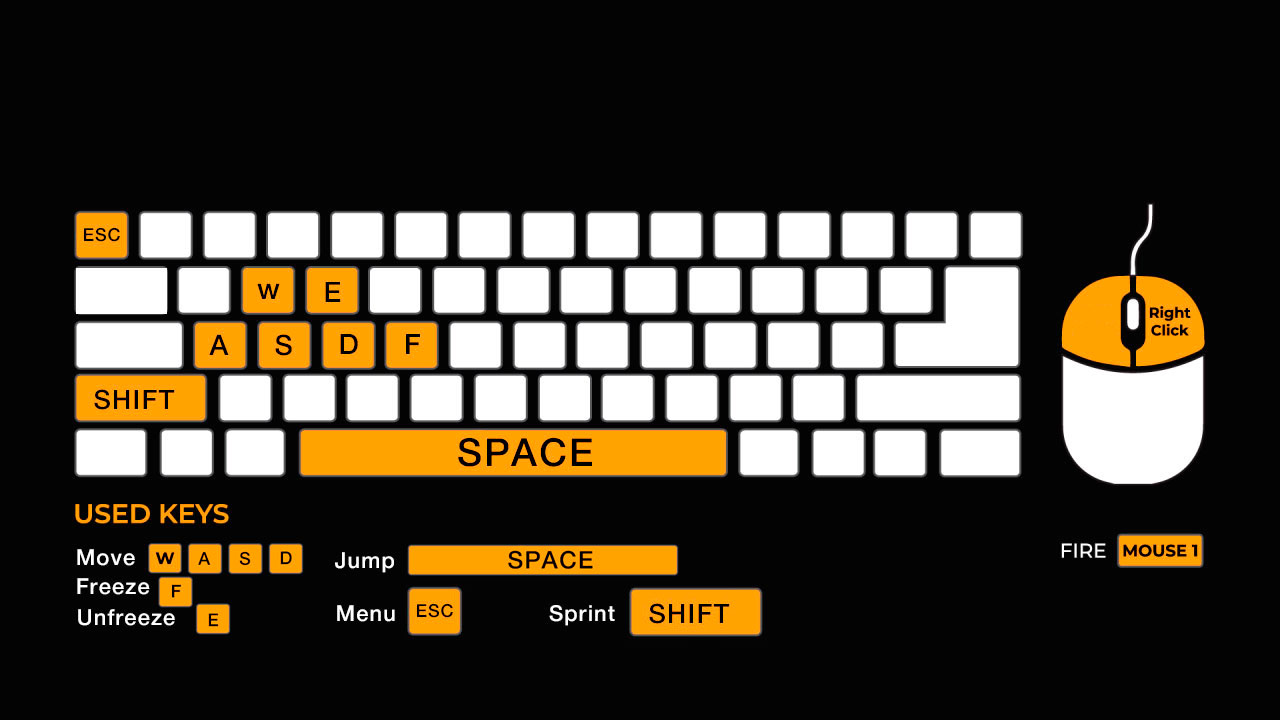 ESC
W E
A S D F
SHIFT
SPACE
Right
Click
USED KEYS
Move W A S D
Freeze F
Unfreeze E
Jump SPACE
Menu ESC
Sprint SHIFT
FIRE MOUSE 1